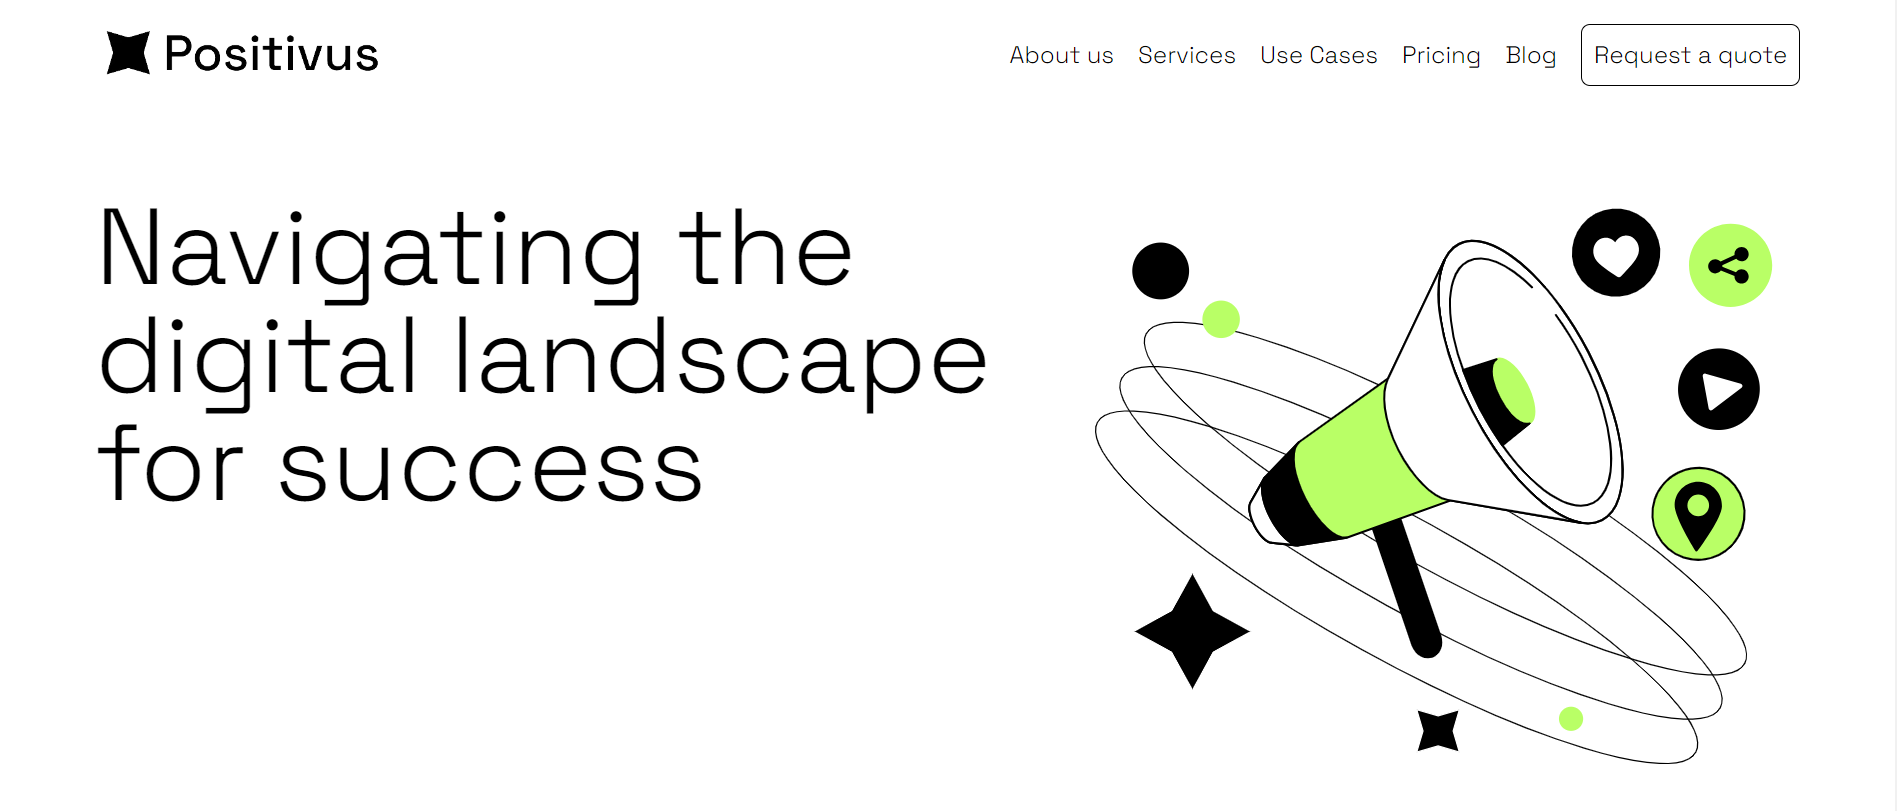 Positivus
About us Services Use Cases Pricing Blog Request a quote
Navigating the
digital landscape
for success